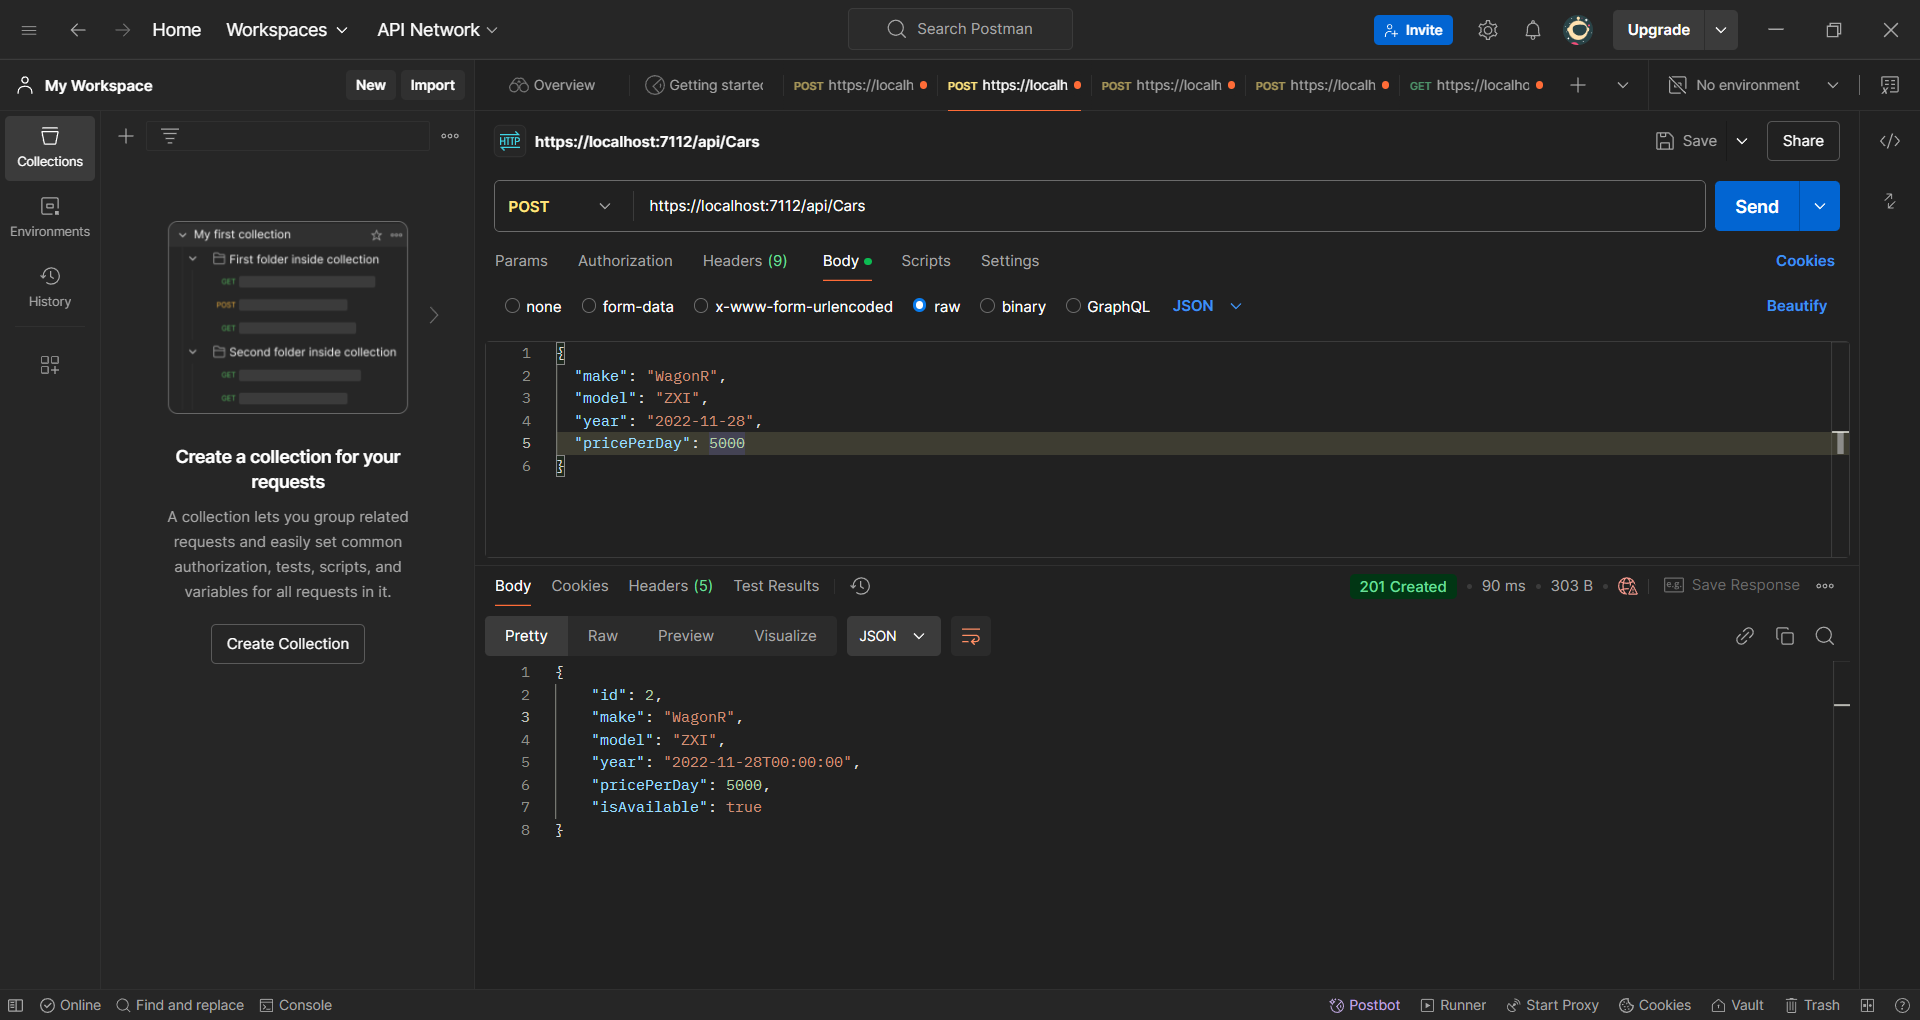 Home Workspaces API Network Search Postman Invite Upgrade
My Workspace New Import Overview Getting startec POST https://localh POST https://localh POST https://localh POST https://localh GET https://localhc No environment
Collections
Environments
History
My first collection
First folder inside collection
GET
POST
GET
Second folder inside collection
GET
GET
Create a collection for your
requests
A collection lets you group related
requests and easily set common
authorization, tests, scripts, and
variables for all requests in it.
Create Collection
HTTP https://localhost:7112/api/Cars Save Share
POST https://localhost:7112/api/Cars Send
Params Authorization Headers (9) Body Scripts Settings Cookies
none form-data x-www-form-urlencoded raw binary GraphQL JSON Beautify
1 {
2 "make": "WagonR",
3 "model": "ZXI",
4 "year": "2022-11-28",
5 "pricePerDay": 5000
6 }
Body Cookies Headers (5) Test Results 201 Created 90 ms 303 B e.g. Save Response
Pretty Raw Preview Visualize JSON
1 {
2 "id": 2,
3 "make": "WagonR",
4 "model": "ZXI",
5 "year": "2022-11-28T00:00:00",
6 "pricePerDay": 5000,
7 "isAvailable": true
8 }
Online Find and replace Console Postbot Runner Start Proxy Cookies Vault Trash